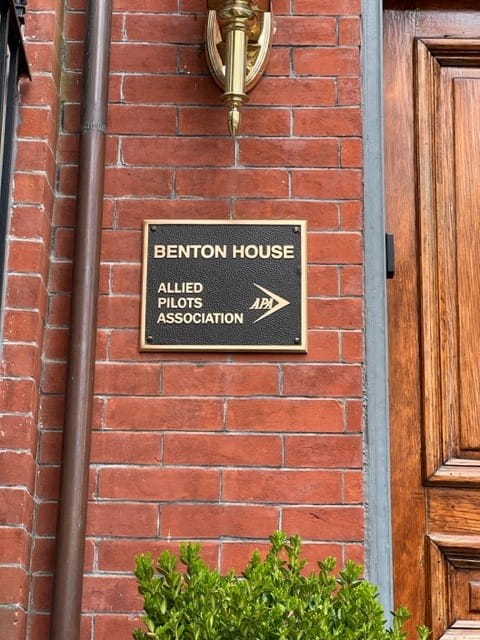 BENTON HOUSE
ALLIED
PILOTS
ASSOCIATION
APA